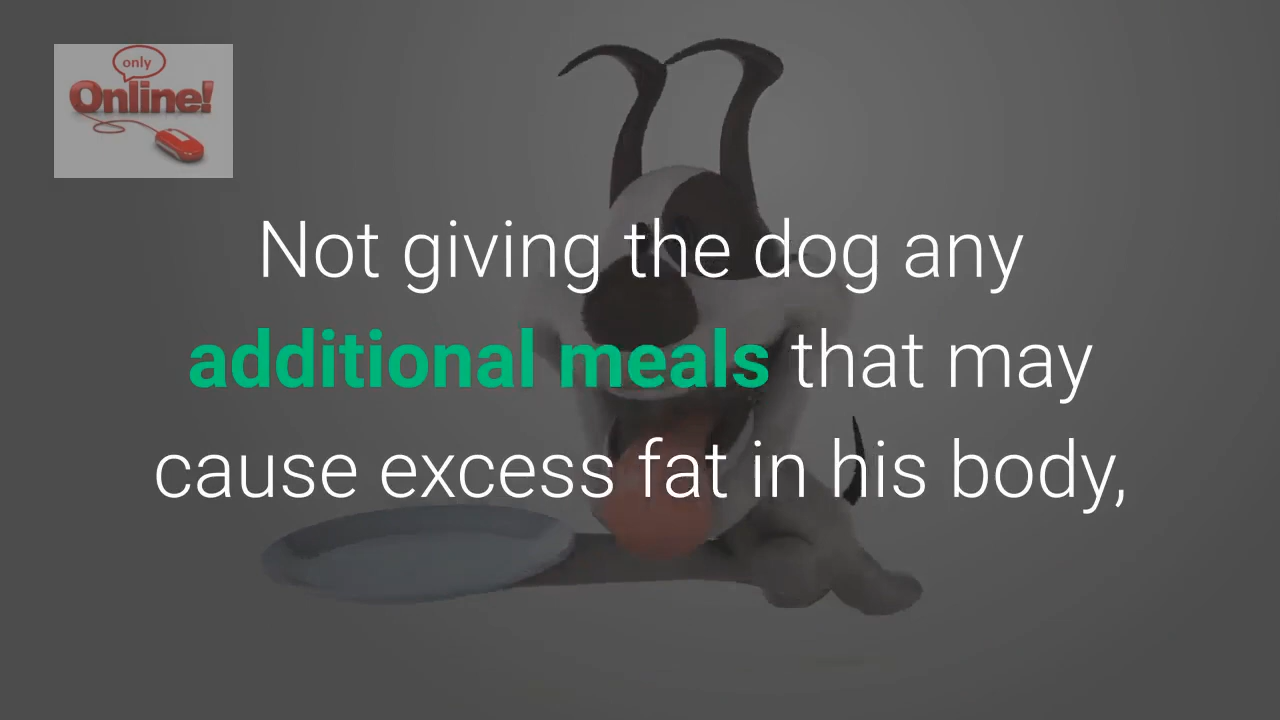 only
Online!
Not giving the dog any
additional meals that may
cause excess fat in his body,